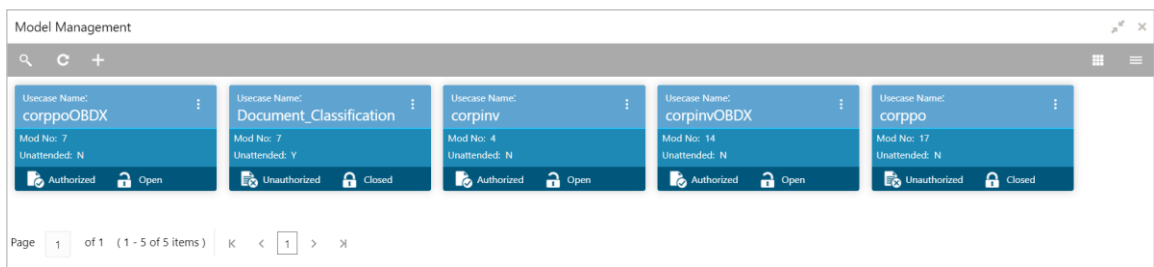 Model Management
Usecase Name:
corppoOBDX
Mod No: 7
Unattended: N
Authorized Open
Usecase Name:
Document_Classification
Mod No: 7
Unattended: Y
Unauthorized Closed
Usecase Name:
corpinv
Mod No: 4
Unattended: N
Authorized Open
Usecase Name:
corpinvOBDX
Mod No: 14
Unattended: N
Authorized Open
Usecase Name:
corppo
Mod No: 17
Unattended: N
Unauthorized Closed
Page 1 of 1 (1 - 5 of 5 items) 1